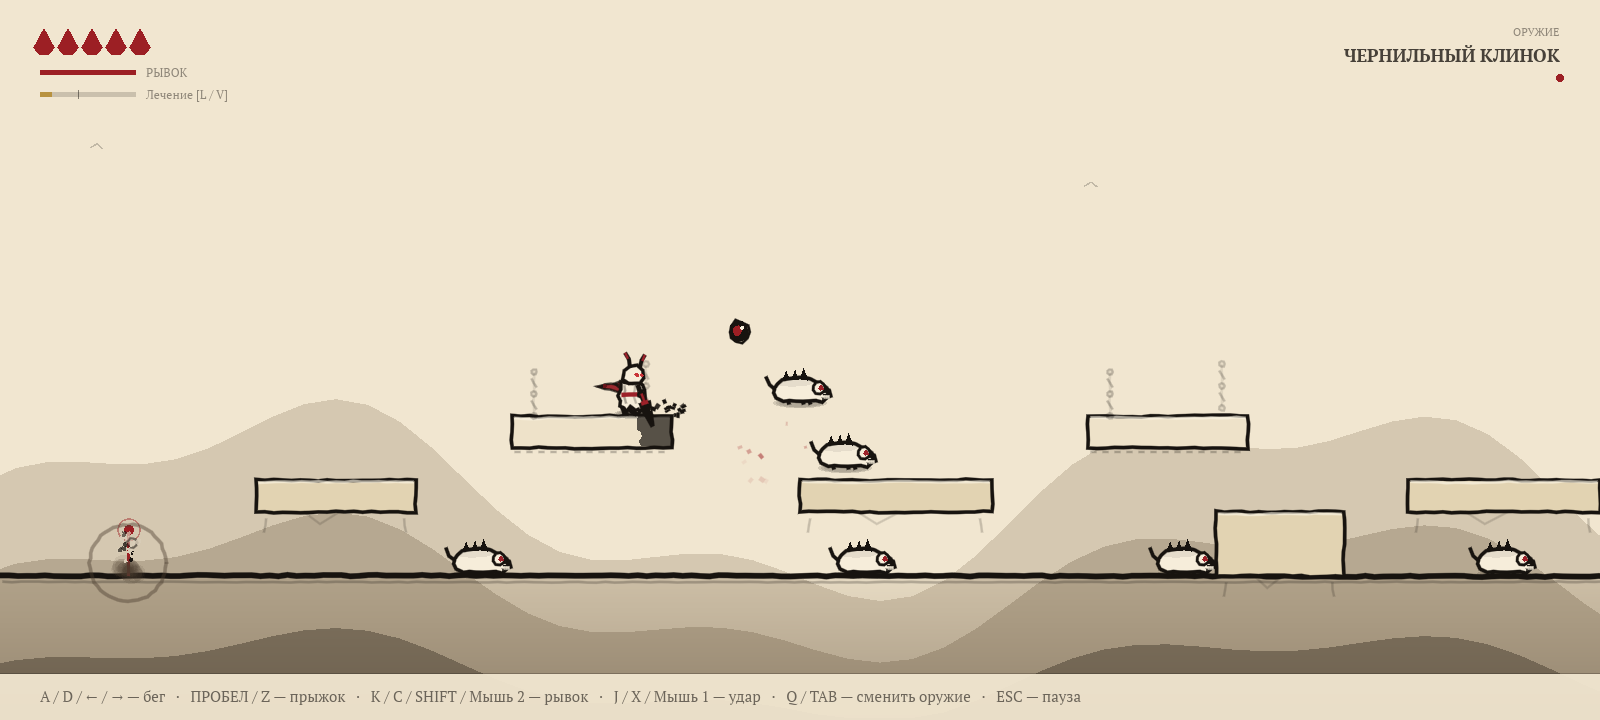 РЫВОК
Лечение [L / V]
ОРУЖИЕ
ЧЕРНИЛЬНЫЙ КЛИНОК
A / D / ← / → — бег · ПРОБЕЛ / Z — прыжок · K / C / SHIFT / Мышь 2 — рывок · J / X / Мышь 1 — удар · Q / TAB — сменить оружие · ESC — пауза